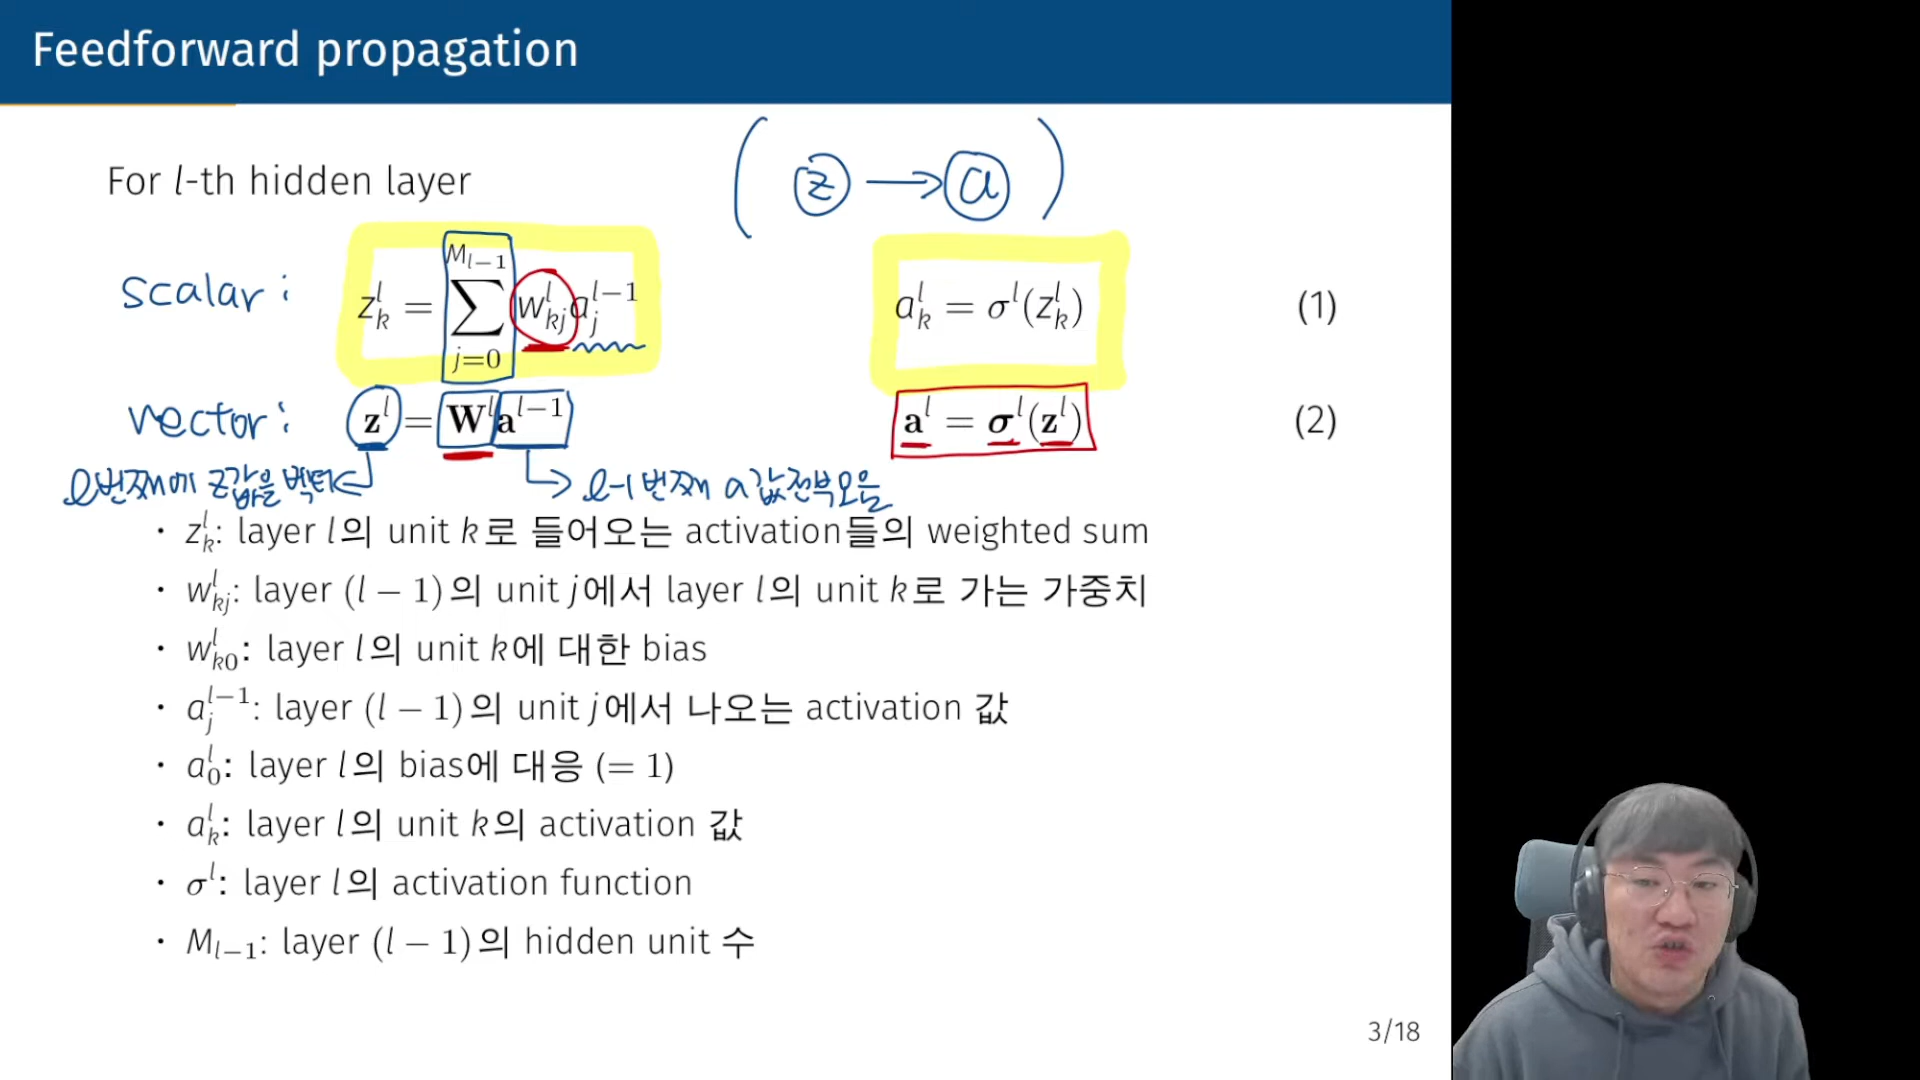 Feedforward propagation
For l-th hidden layer
( z → a )
scalar : z_k^l = \sum_{j=0}^{M_{l-1}} w_{kj}^l a_j^{l-1}    a_k^l = σ^l(z_k^l)    (1)
vector : z^l = W^l a^{l-1}    a^l = σ^l(z^l)    (2)
l번째에 z값을 벡터    l-1 번째 a 값 전부모음
· z_k^l: layer l의 unit k로 들어오는 activation들의 weighted sum
· w_{kj}^l: layer (l − 1)의 unit j에서 layer l의 unit k로 가는 가중치
· w_{k0}^l: layer l의 unit k에 대한 bias
· a_j^{l-1}: layer (l − 1)의 unit j에서 나오는 activation 값
· a_0^l: layer l의 bias에 대응 (= 1)
· a_k^l: layer l의 unit k의 activation 값
· σ^l: layer l의 activation function
· M_{l-1}: layer (l − 1)의 hidden unit 수
3/18